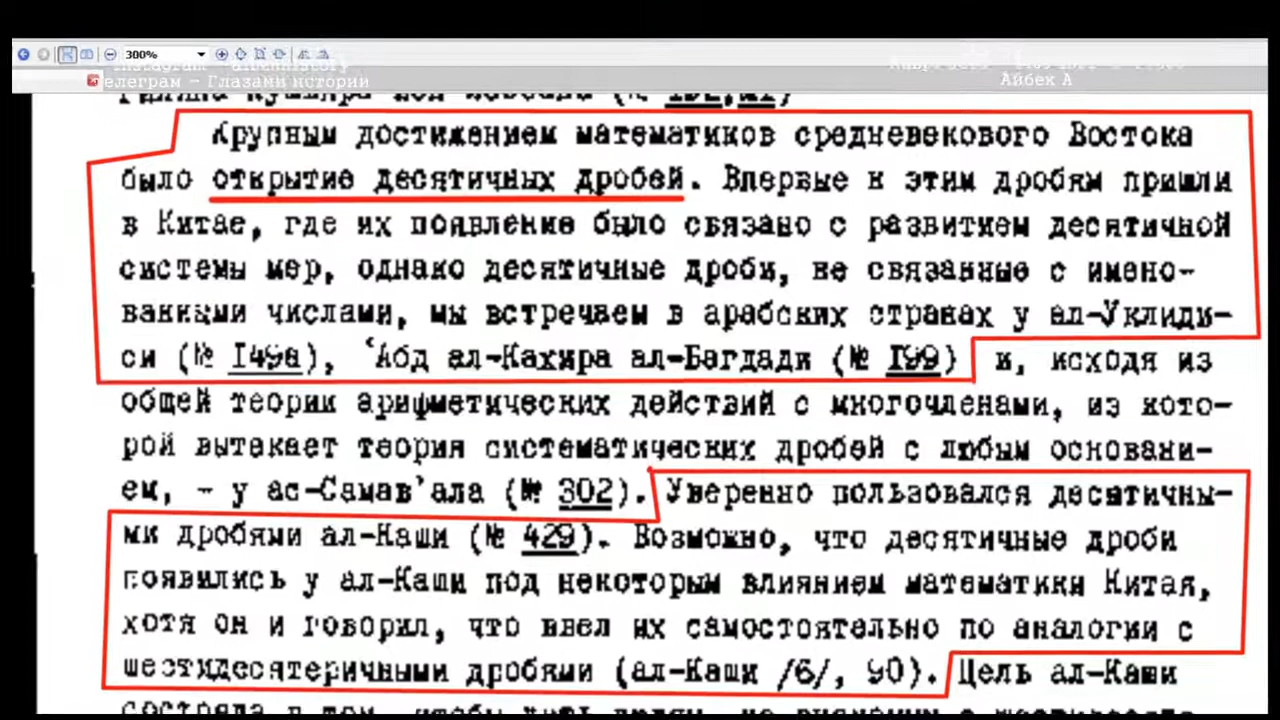 300%
Телеграм — Глазами истории
Айбек А
Крупным достижением математиков средневекового Востока
было открытие десятичных дробей. Впервые к этим дробям пришли
в Китае, где их появление было связано с развитием десятичной
системы мер, однако десятичные дроби, не связанные с имено-
ванными числами, мы встречаем в арабских странах у ал-Уклиди-
си (№ 149а), ‘Абд ал-Кахира ал-Багдади (№ 199) и, исходя из
общей теории арифметических действий с многочленами, из кото-
рой вытекает теория систематических дробей с любым основани-
ем, - у ас-Самав’ала (№ 302). Уверенно пользовался десятичны-
ми дробями ал-Каши (№ 429). Возможно, что десятичные дроби
появились у ал-Каши под некоторым влиянием математики Китая,
хотя он и говорил, что ввел их самостоятельно по аналогии с
шестидесятеричными дробями (ал-Каши /6/, 90). Цель ал-Каши